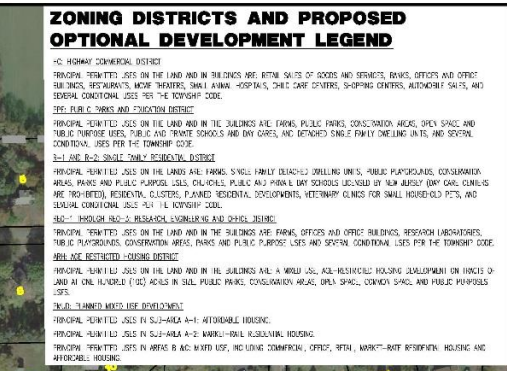 ZONING DISTRICTS AND PROPOSED
OPTIONAL DEVELOPMENT LEGEND
HC: HIGHWAY COMMERCIAL DISTRICT
PRINCIPAL PERMITTED USES ON THE LAND AND IN BUILDINGS ARE: RETAIL SALES OF GOODS AND SERVICES, BANKS, OFFICES AND OFFICE
BUILDINGS, RESTAURANTS, MOVIE THEATERS, SMALL ANIMAL HOSPITALS, CHILD CARE CENTERS, SHOPPING CENTERS, AUTOMOBILE SALES, AND
SEVERAL CONDITIONAL USES PER THE TOWNSHIP CODE.
PPE: PUBLIC PARKS AND EDUCATION DISTRICT
PRINCIPAL PERMITTED USES ON THE LAND AND IN THE BUILDINGS ARE: FARMS, PUBLIC PARKS, CONSERVATION AREAS, OPEN SPACE AND
PUBLIC PURPOSE USES, PUBLIC AND PRIVATE SCHOOLS AND DAY CARES, AND DETACHED SINGLE FAMILY DWELLING UNITS, AND SEVERAL
CONDITIONAL USES PER THE TOWNSHIP CODE.
R-1 AND R-2: SINGLE FAMILY RESIDENTIAL DISTRICT
PRINCIPAL PERMITTED USES ON THE LAND ARE: FARMS, SINGLE FAMILY DETACHED DWELLING UNITS, PUBLIC PLAYGROUNDS, CONSERVATION
AREAS, PARKS AND PUBLIC PURPOSE USES, CHURCHES, PUBLIC AND PRIVATE DAY SCHOOLS LICENSED BY NEW JERSEY (DAY CARE CENTERS
ARE PROHIBITED), RESIDENTIAL CLUSTERS, PLANNED RESIDENTIAL DEVELOPMENTS, VETERINARY CLINICS FOR SMALL HOUSEHOLD PETS, AND
SEVERAL CONDITIONAL USES PER THE TOWNSHIP CODE.
REO-1 THROUGH REO-3: RESEARCH, ENGINEERING AND OFFICE DISTRICT
PRINCIPAL PERMITTED USES ON THE LAND AND IN THE BUILDINGS ARE: FARMS, OFFICES AND OFFICE BUILDINGS, RESEARCH LABORATORIES,
PUBLIC PLAYGROUNDS, CONSERVATION AREAS, PARKS AND PUBLIC PURPOSE USES AND SEVERAL CONDITIONAL USES PER THE TOWNSHIP CODE.
ARH: AGE RESTRICTED HOUSING DISTRICT
PRINCIPAL PERMITTED USES ON THE LAND AND IN THE BUILDINGS ARE: A MIXED USE, AGE-RESTRICTED HOUSING DEVELOPMENT ON TRACTS OF
LAND AT ONE HUNDRED (100) ACRES IN SIZE, PUBLIC PARKS, CONSERVATION AREAS, OPEN SPACE, COMMON SPACE AND PUBLIC PURPOSES
USES.
PMUD: PLANNED MIXED USE DEVELOPMENT
PRINCIPAL PERMITTED USES IN SUB-AREA A-1: AFFORDABLE HOUSING.
PRINCIPAL PERMITTED USES IN SUB-AREA A-2: MARKET-RATE RESIDENTIAL HOUSING.
PRINCIPAL PERMITTED USES IN AREAS B &C: MIXED USE, INCLUDING COMMERCIAL, OFFICE, RETAIL, MARKET-RATE RESIDENTIAL HOUSING AND
AFFORDABLE HOUSING.